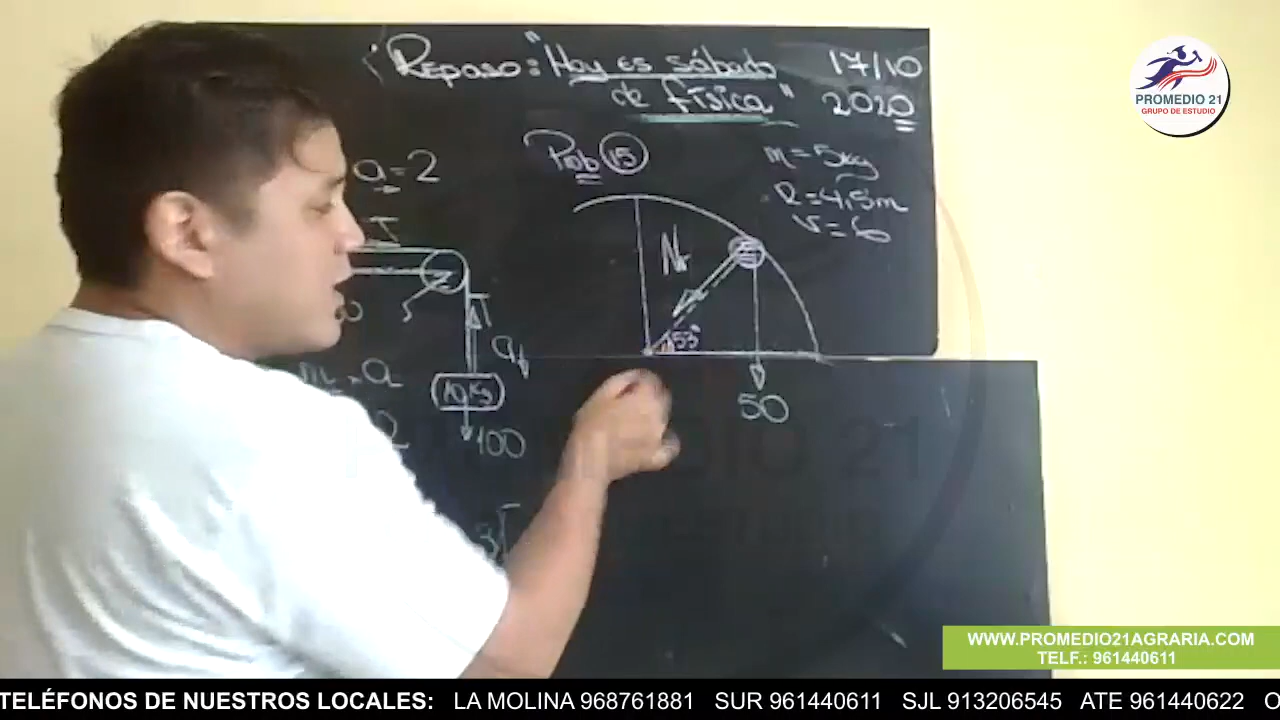 Repaso: "Hoy es sábado
de física"
17/10
2020
PROMEDIO 21
GRUPO DE ESTUDIO
a = 2
T
T
a
10 Kg
100
Prob 15
m = 5kg
R = 4,5m
v = 6
N
53°
50
WWW.PROMEDIO21AGRARIA.COM
TELF.: 961440611
TELÉFONOS DE NUESTROS LOCALES: LA MOLINA 968761881 SUR 961440611 SJL 913206545 ATE 961440622